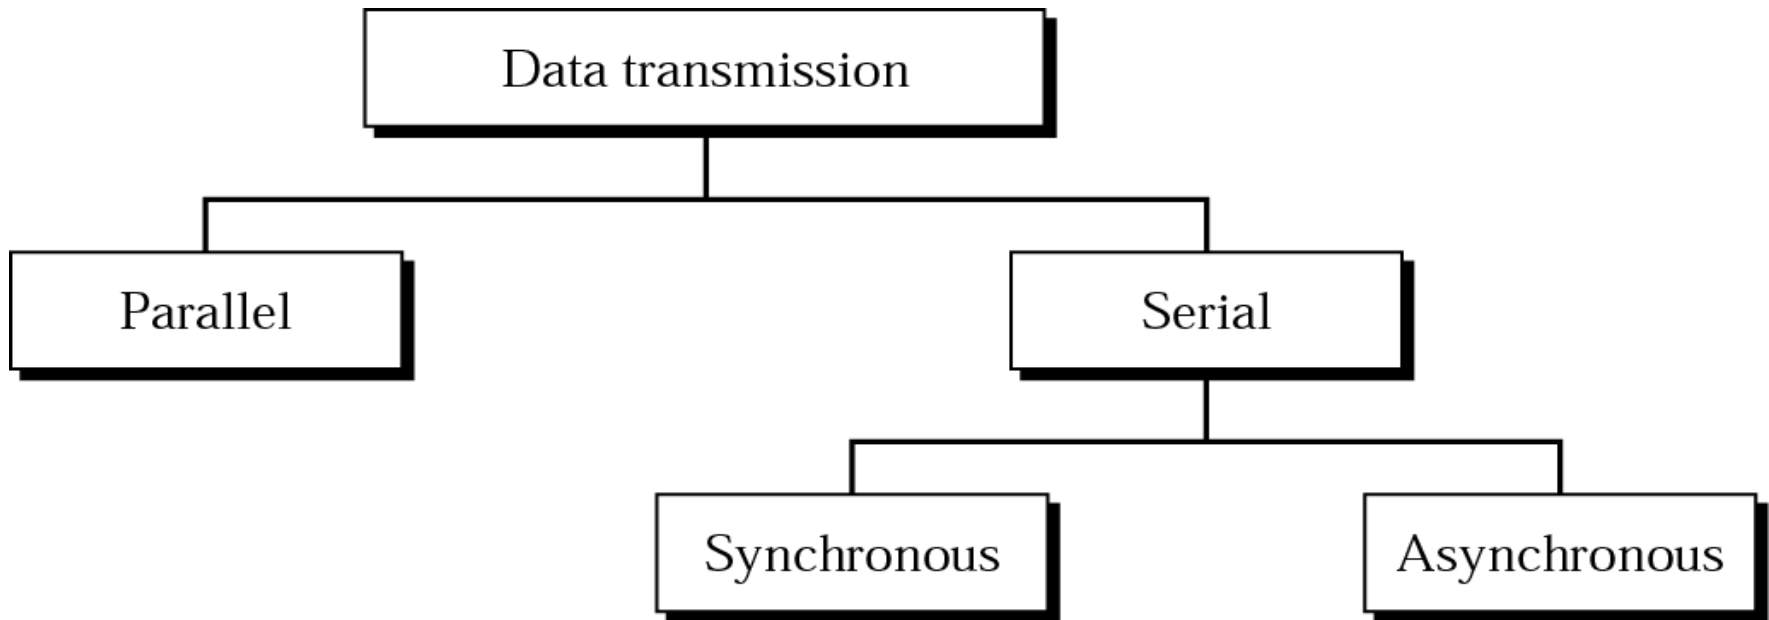 Data transmission
Parallel
Serial
Synchronous
Asynchronous